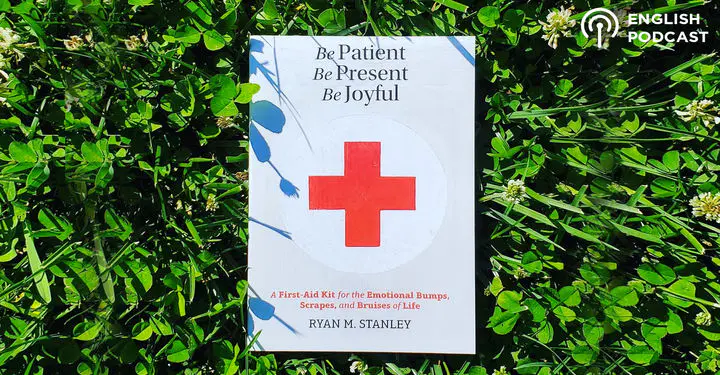 ENGLISH
PODCAST
Be Patient
Be Present
Be Joyful
A First-Aid Kit for the Emotional Bumps,
Scrapes, and Bruises of Life
RYAN M. STANLEY